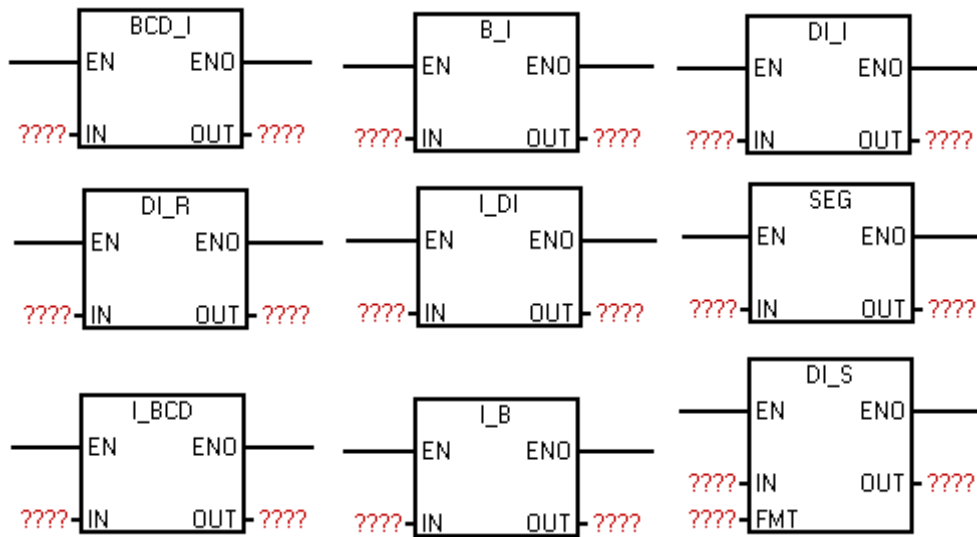 BCD_I
EN ENO
???? IN OUT ????
B_I
EN ENO
???? IN OUT ????
DI_I
EN ENO
???? IN OUT ????
DI_R
EN ENO
???? IN OUT ????
I_DI
EN ENO
???? IN OUT ????
SEG
EN ENO
???? IN OUT ????
I_BCD
EN ENO
???? IN OUT ????
I_B
EN ENO
???? IN OUT ????
DI_S
EN ENO
???? IN OUT ????
???? FMT